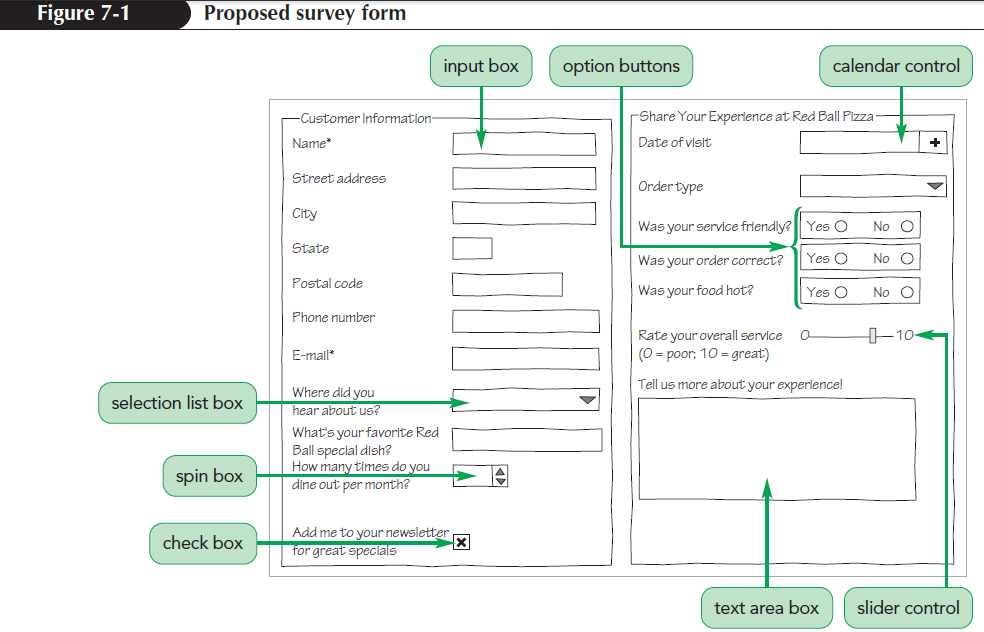 Figure 7-1
Proposed survey form
input box
option buttons
calendar control
Customer Information
Name*
Street address
City
State
Postal code
Phone number
E-mail*
Where did you
hear about us?
What's your favorite Red
Ball special dish?
How many times do you
dine out per month?
Add me to your newsletter
for great specials
selection list box
spin box
check box
Share Your Experience at Red Ball Pizza
Date of visit
Order type
Was your service friendly?
Yes No
Was your order correct?
Yes No
Was your food hot?
Yes No
Rate your overall service
0 10
(0 = poor; 10 = great)
Tell us more about your experience!
text area box
slider control